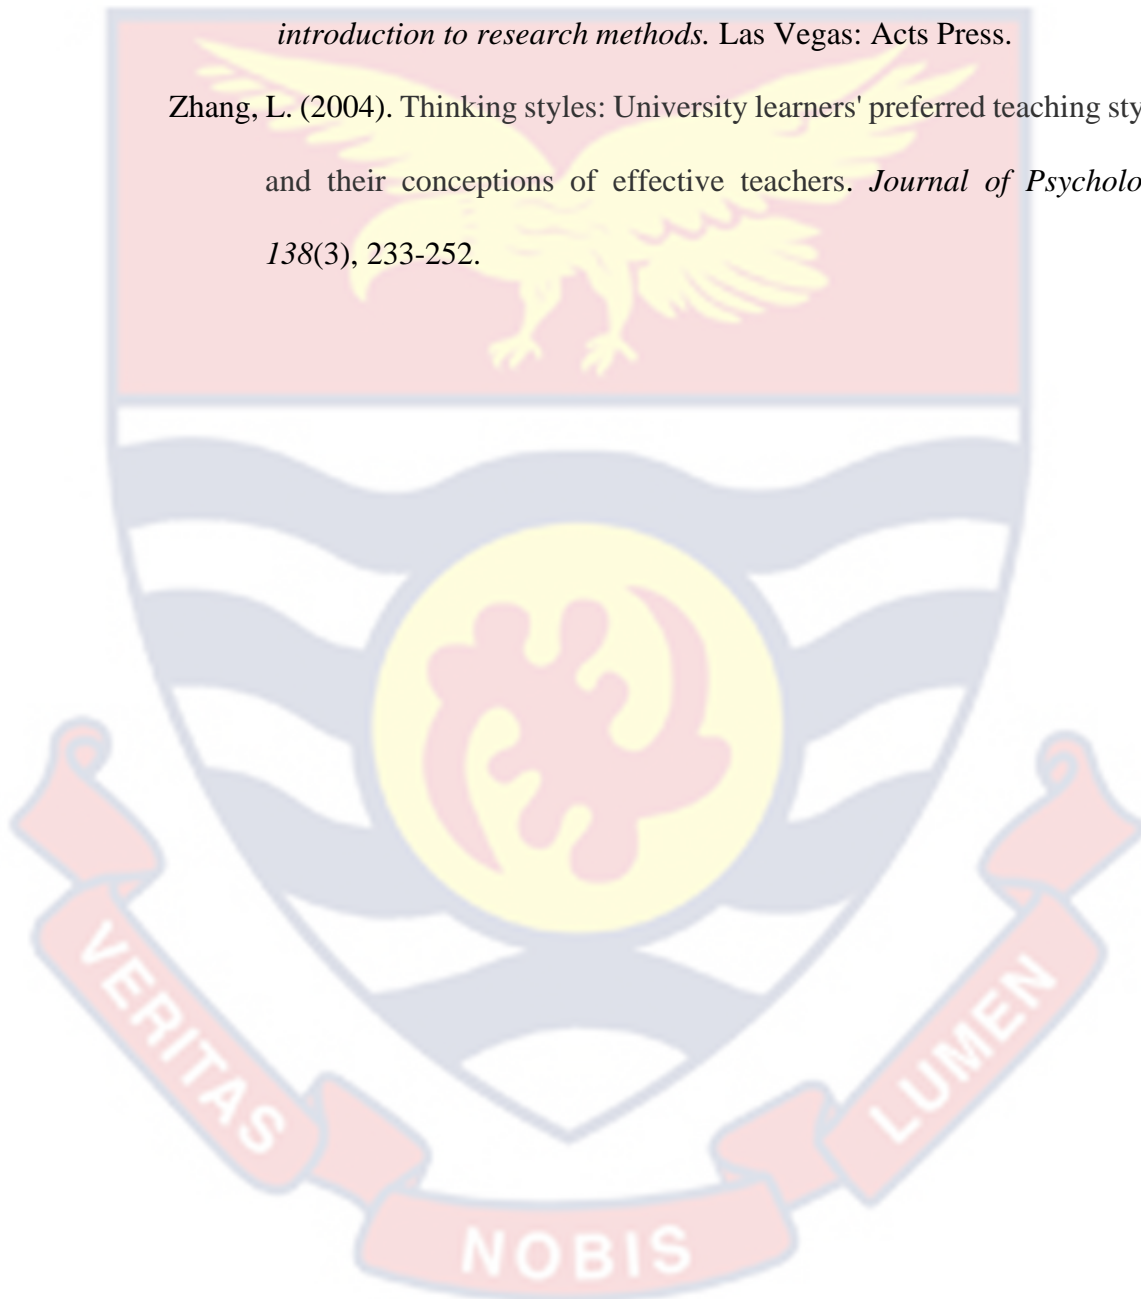 introduction to research methods. Las Vegas: Acts Press.
Zhang, L. (2004). Thinking styles: University learners' preferred teaching sty
and their conceptions of effective teachers. Journal of Psycholo
138(3), 233-252.
VERITAS
NOBIS
LUMEN